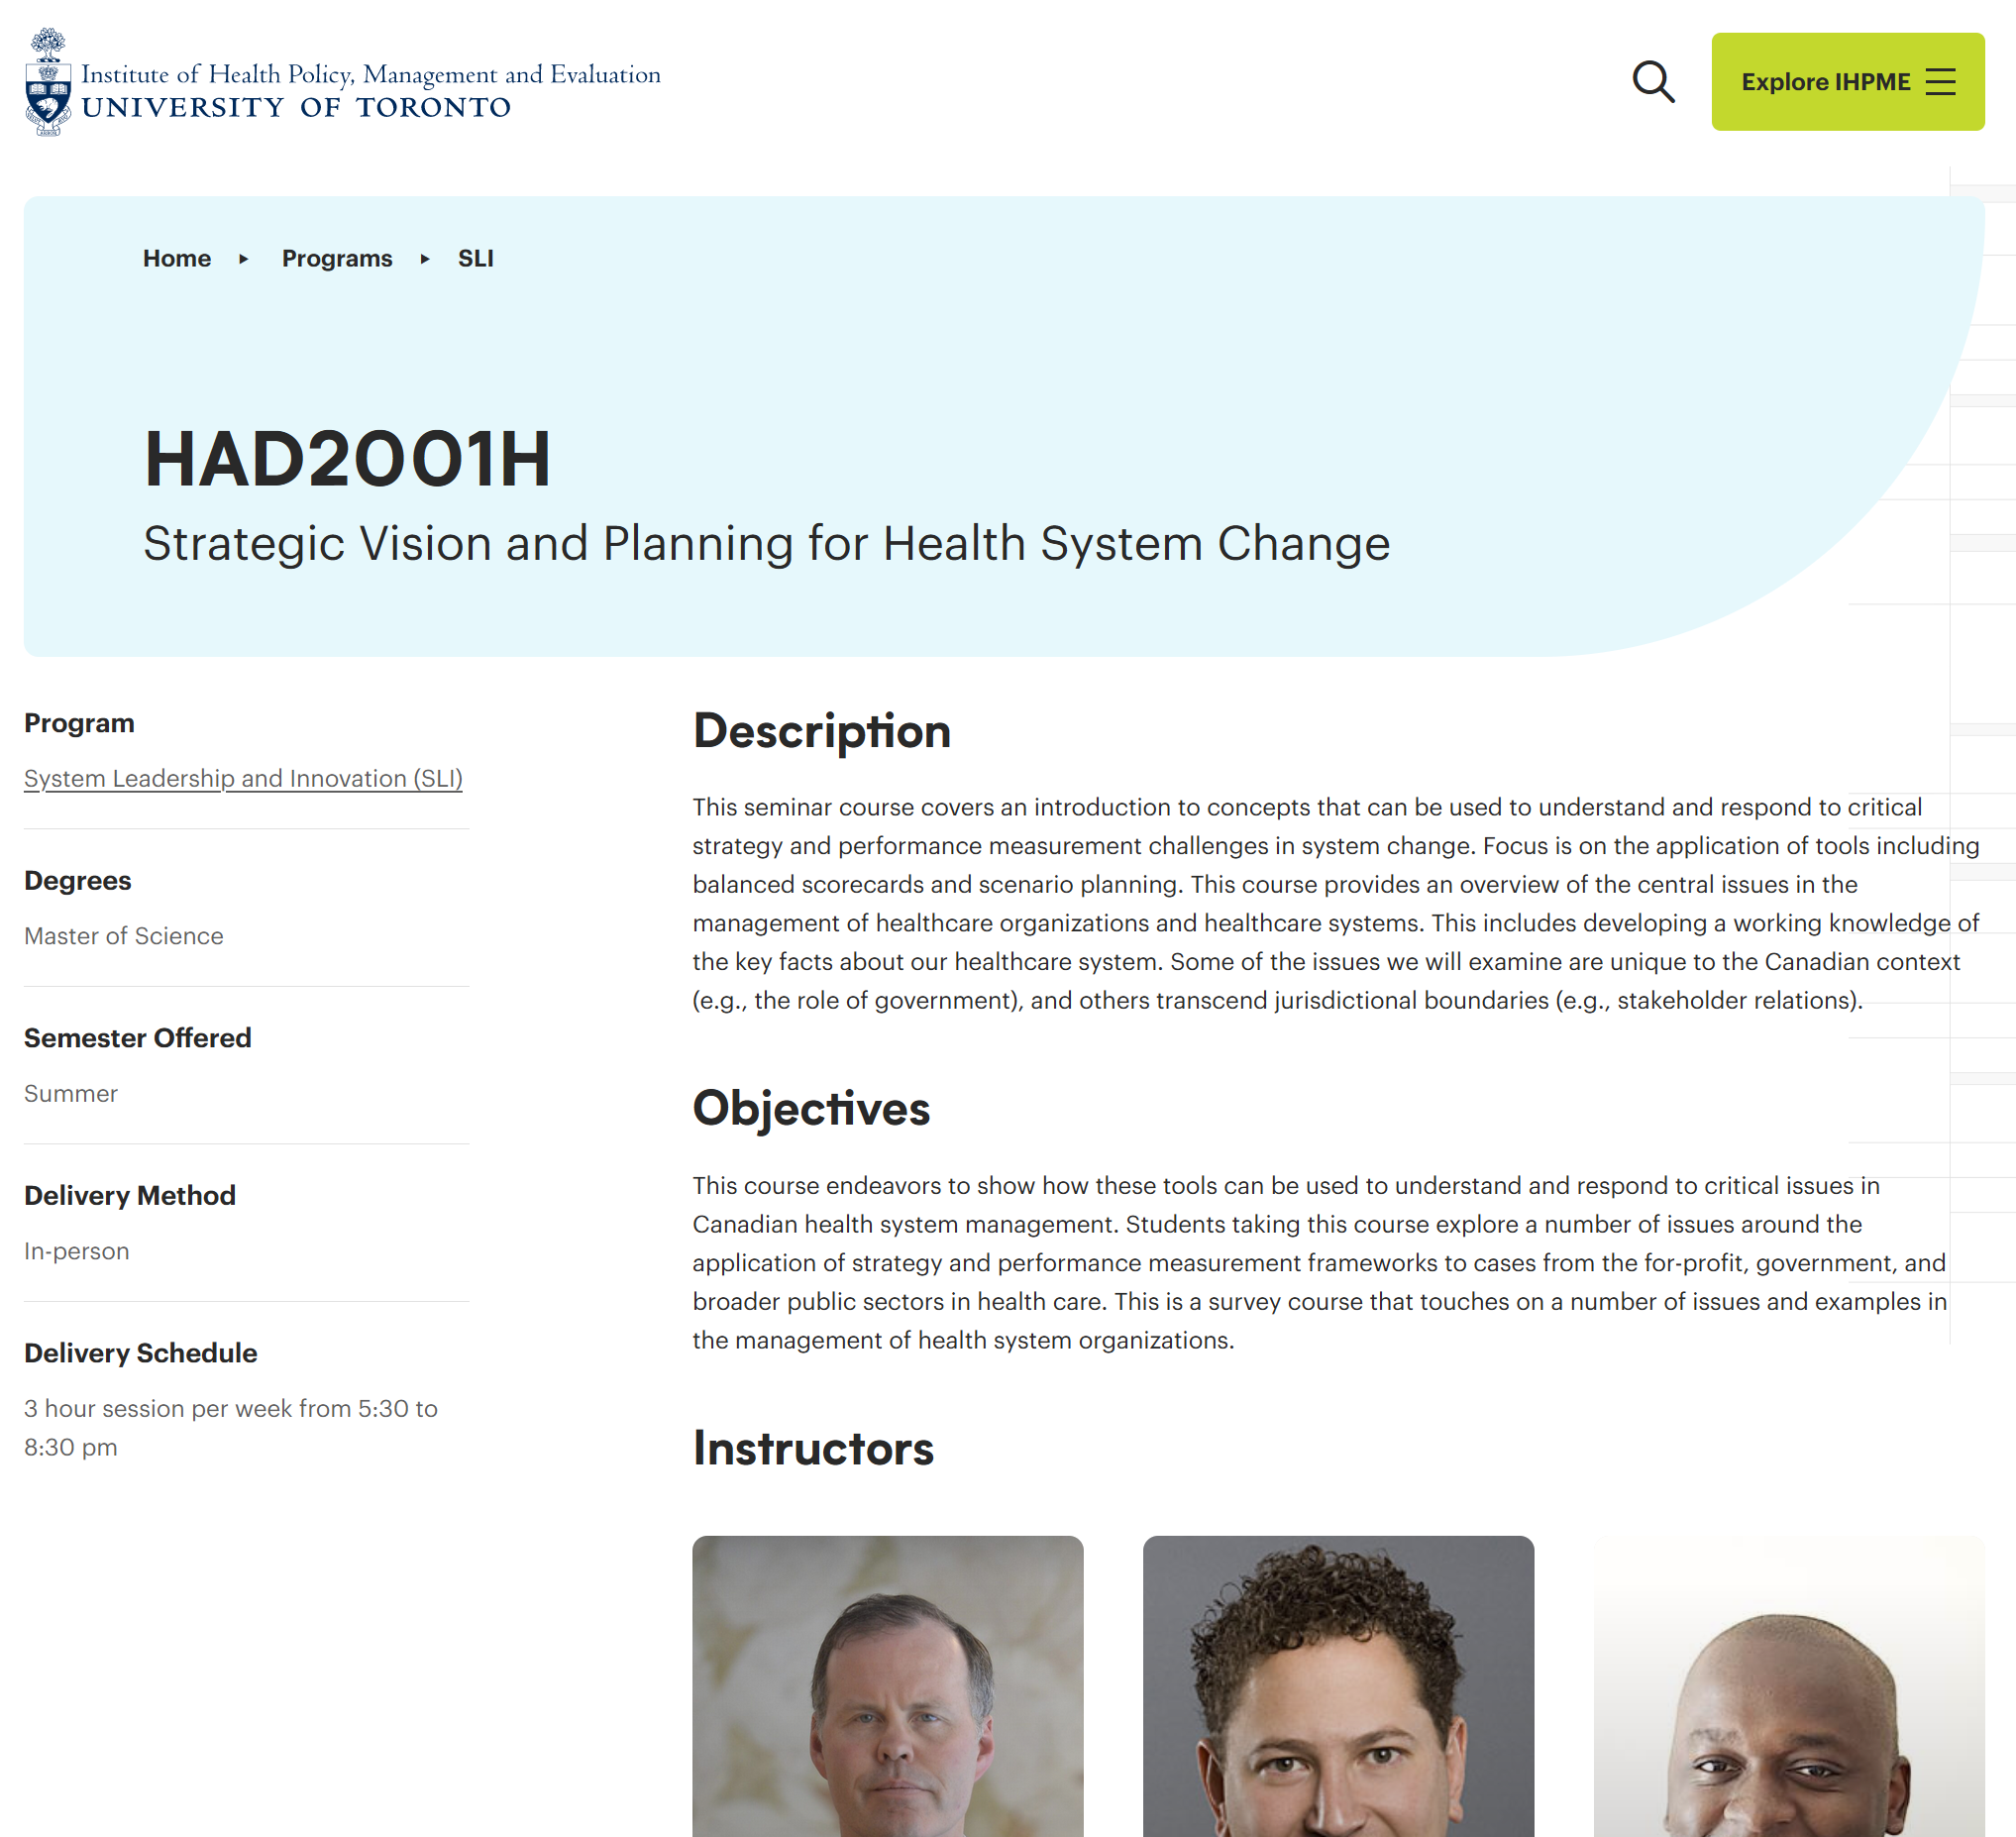 Institute of Health Policy, Management and Evaluation
UNIVERSITY OF TORONTO
Explore IHPME
Home
Programs
SLI
HAD2001H
Strategic Vision and Planning for Health System Change
Program
System Leadership and Innovation (SLI)
Degrees
Master of Science
Semester Offered
Summer
Delivery Method
In-person
Delivery Schedule
3 hour session per week from 5:30 to
8:30 pm
Description
This seminar course covers an introduction to concepts that can be used to understand and respond to critical
strategy and performance measurement challenges in system change. Focus is on the application of tools including
balanced scorecards and scenario planning. This course provides an overview of the central issues in the
management of healthcare organizations and healthcare systems. This includes developing a working knowledge of
the key facts about our healthcare system. Some of the issues we will examine are unique to the Canadian context
(e.g., the role of government), and others transcend jurisdictional boundaries (e.g., stakeholder relations).
Objectives
This course endeavors to show how these tools can be used to understand and respond to critical issues in
Canadian health system management. Students taking this course explore a number of issues around the
application of strategy and performance measurement frameworks to cases from the for-profit, government, and
broader public sectors in health care. This is a survey course that touches on a number of issues and examples in
the management of health system organizations.
Instructors